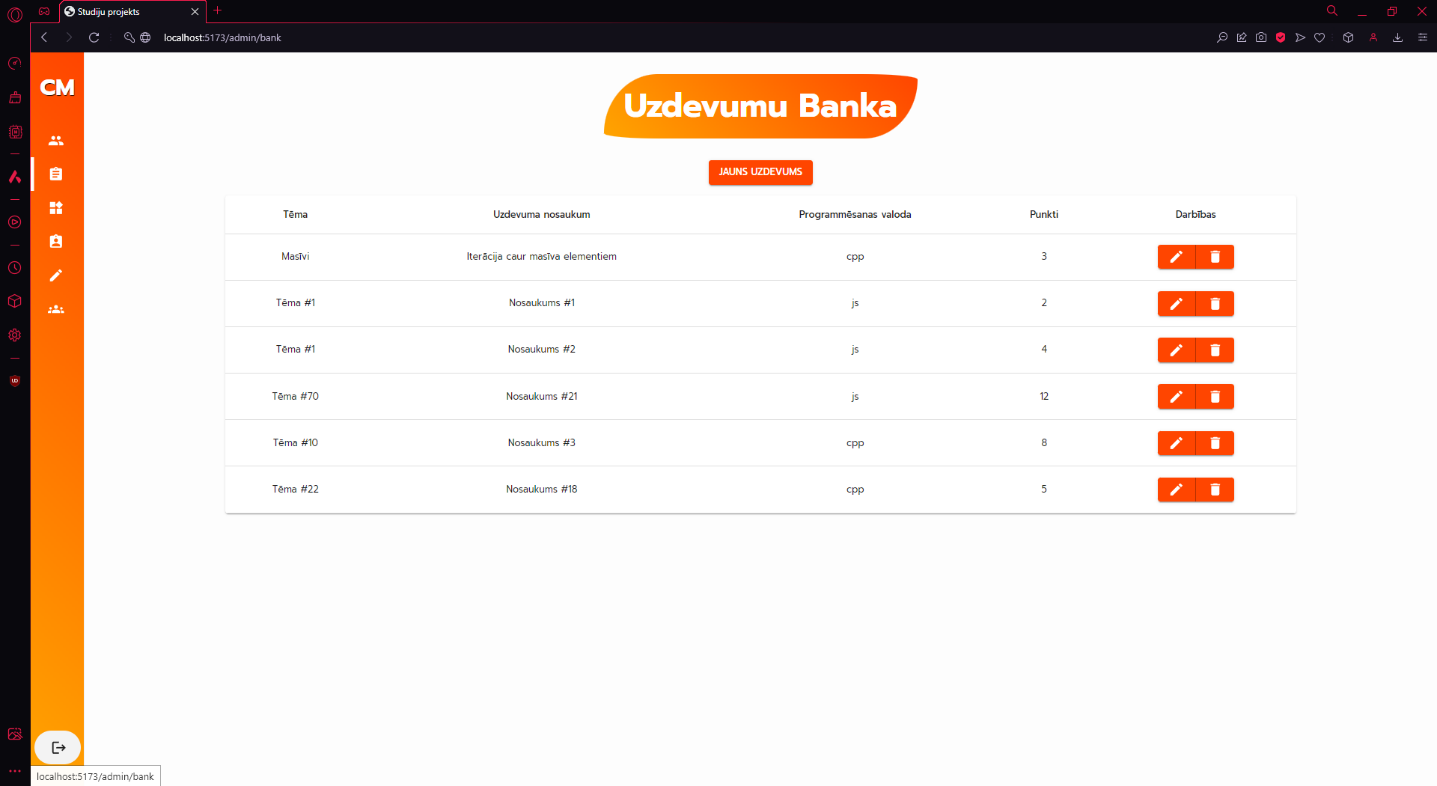 Studiju projekts
localhost:5173/admin/bank
CM
Uzdevumu Banka
JAUNS UZDEVUMS
Tēma Uzdevuma nosaukum Programmēsanas valoda Punkti Darbības
Masīvi Iterācija caur masīva elementiem cpp 3
Tēma #1 Nosaukums #1 js 2
Tēma #1 Nosaukums #2 js 4
Tēma #70 Nosaukums #21 js 12
Tēma #10 Nosaukums #3 cpp 8
Tēma #22 Nosaukums #18 cpp 5
localhost:5173/admin/bank